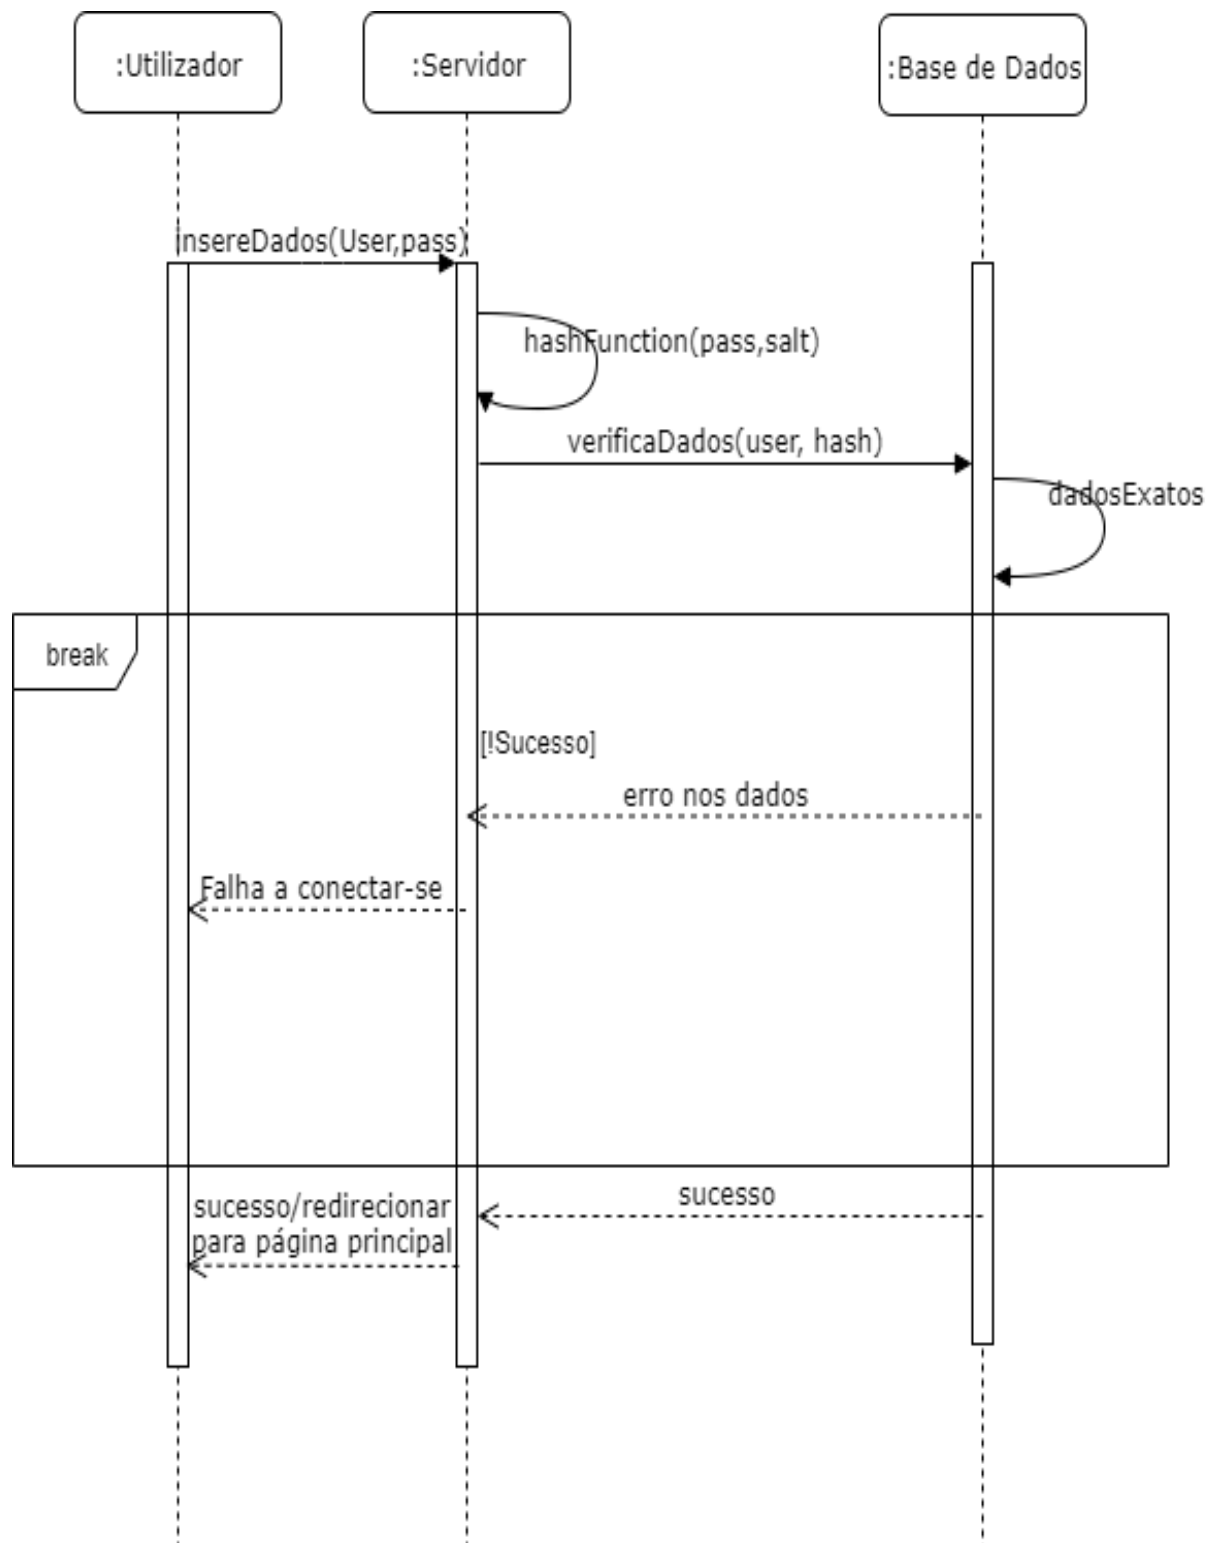 :Utilizador
:Servidor
:Base de Dados
insereDados(User,pass)
hashFunction(pass,salt)
verificaDados(user, hash)
dadosExatos
break
[!Sucesso]
erro nos dados
Falha a conectar-se
sucesso
sucesso/redirecionar
para página principal